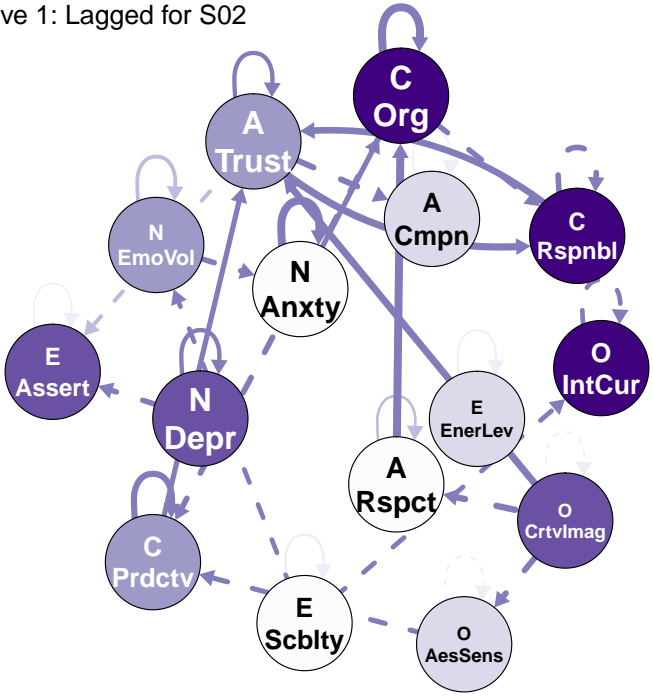 ve 1: Lagged for S02
C
Org
A
Trust
A
Cmpn
C
Rspnbl
N
EmoVol
N
Anxty
E
Assert
O
IntCur
N
Depr
E
EnerLev
A
Rspct
O
CrtvImag
C
Prdctv
E
Scblty
O
AesSens